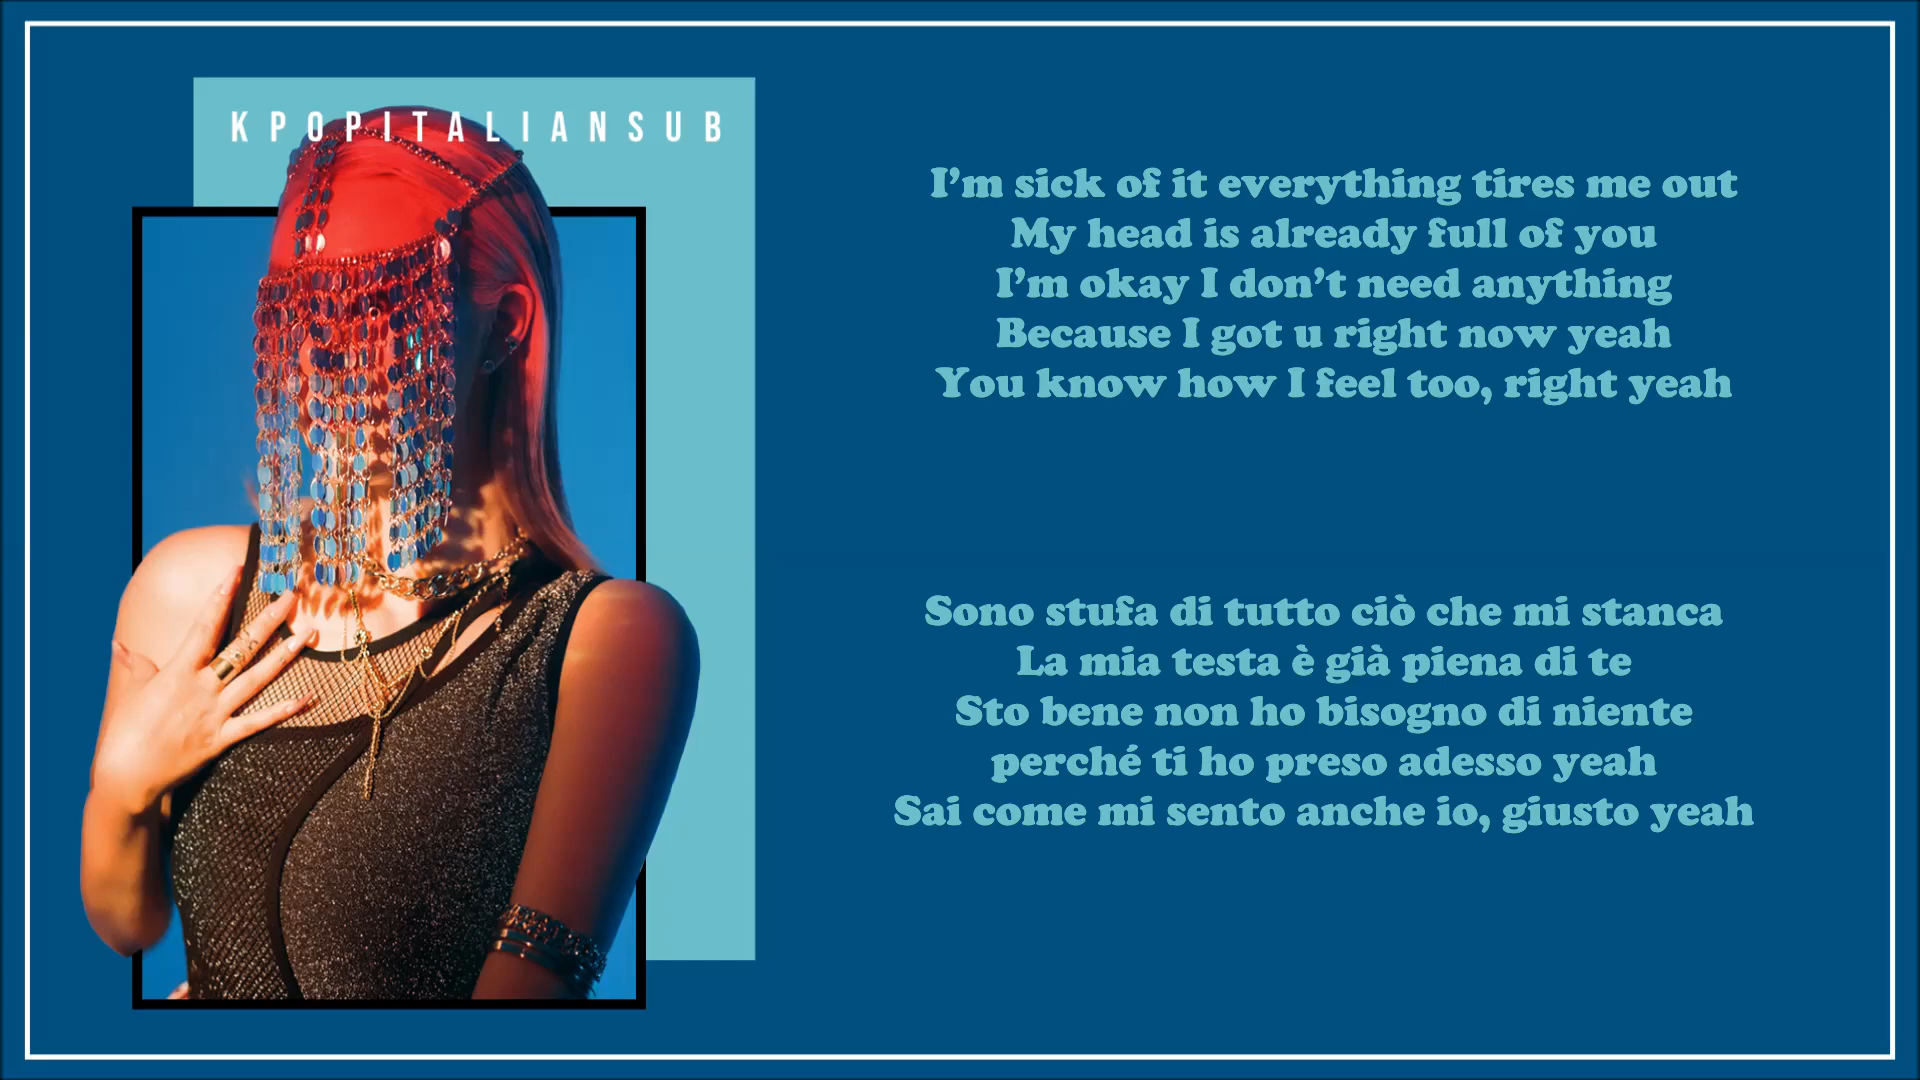 KPOPITALIANSUB
I'm sick of it everything tires me out
My head is already full of you
I'm okay I don't need anything
Because I got u right now yeah
You know how I feel too, right yeah
Sono stufa di tutto ciò che mi stanca
La mia testa è già piena di te
Sto bene non ho bisogno di niente
perché ti ho preso adesso yeah
Sai come mi sento anche io, giusto yeah